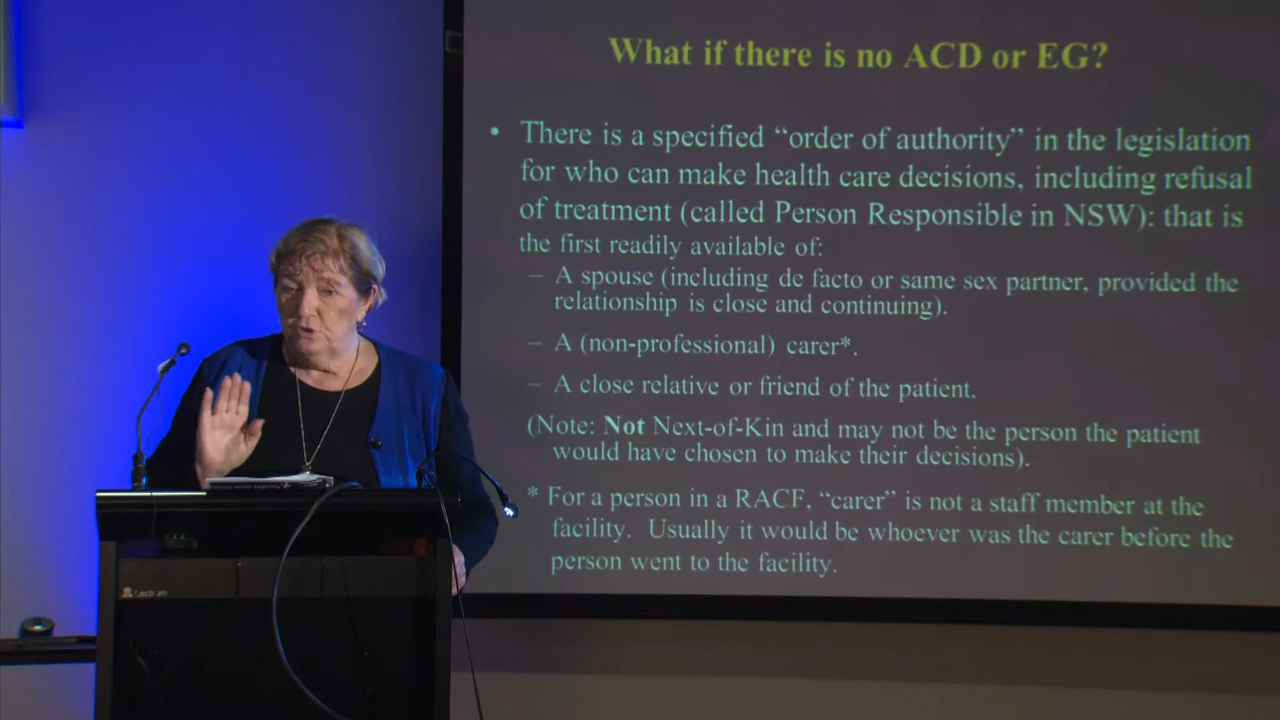 What if there is no ACD or EG?
• There is a specified “order of authority” in the legislation
for who can make health care decisions, including refusal
of treatment (called Person Responsible in NSW): that is
the first readily available of:
– A spouse (including de facto or same sex partner, provided the
relationship is close and continuing).
– A (non-professional) carer*.
– A close relative or friend of the patient.
(Note: Not Next-of-Kin and may not be the person the patient
would have chosen to make their decisions).
* For a person in a RACF, “carer” is not a staff member at the
facility. Usually it would be whoever was the carer before the
person went to the facility.